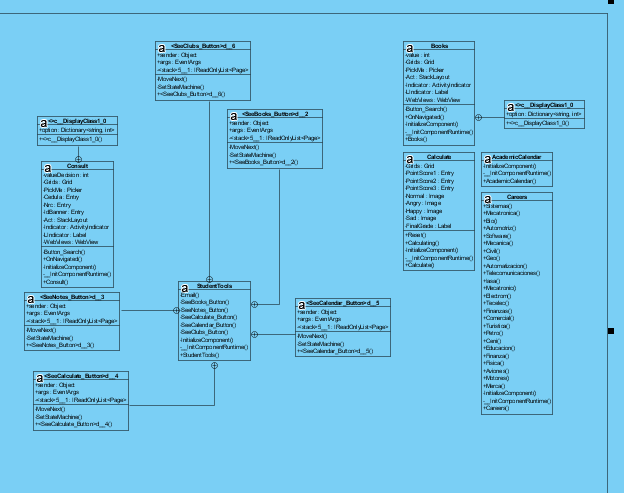 <SeeClubs_Button>d__6
+sender : Object
+args : EventArgs
-<stack>5__1 : IReadOnlyList<Page>
-MoveNext()
-SetStateMachine()
+<SeeClubs_Button>d__6()
<SeeBooks_Button>d__2
+sender : Object
+args : EventArgs
-<stack>5__1 : IReadOnlyList<Page>
-MoveNext()
-SetStateMachine()
+<SeeBooks_Button>d__2()
<>c__DisplayClass1_0
+option : Dictionary<string, int>
+<>c__DisplayClass1_0()
Consult
-valueDecision : int
-Grids : Grid
-PickMe : Picker
-Cedula : Entry
-Nrc : Entry
-IdBanner : Entry
-Act : StackLayout
-Indicator : ActivityIndicator
-LIndicator : Label
-WebViews : WebView
-Button_Search()
+OnNavigated()
-InitializeComponent()
-__InitComponentRuntime()
+Consult()
StudentTools
-Email()
-SeeBooks_Button()
-SeeNotes_Button()
-SeeCalculate_Button()
-SeeCalendar_Button()
-SeeClubs_Button()
-InitializeComponent()
-__InitComponentRuntime()
+StudentTools()
<SeeNotes_Button>d__3
+sender : Object
+args : EventArgs
-<stack>5__1 : IReadOnlyList<Page>
-MoveNext()
-SetStateMachine()
+<SeeNotes_Button>d__3()
<SeeCalendar_Button>d__5
+sender : Object
+args : EventArgs
-<stack>5__1 : IReadOnlyList<Page>
-MoveNext()
-SetStateMachine()
+<SeeCalendar_Button>d__5()
<SeeCalculate_Button>d__4
+sender : Object
+args : EventArgs
-<stack>5__1 : IReadOnlyList<Page>
-MoveNext()
-SetStateMachine()
+<SeeCalculate_Button>d__4()
Books
-value : int
-Grids : Grid
-PickMe : Picker
-Act : StackLayout
-Indicator : ActivityIndicator
-LIndicator : Label
-WebViews : WebView
-Button_Search()
+OnNavigated()
-InitializeComponent()
-__InitComponentRuntime()
+Books()
<>c__DisplayClass1_0
+option : Dictionary<string, int>
+<>c__DisplayClass1_0()
Calculate
-Grids : Grid
-PointScore1 : Entry
-PointScore2 : Entry
-PointScore3 : Entry
-Normal : Image
-Angry : Image
-Happy : Image
-Sad : Image
-FinalGrade : Label
+Reset()
+Calculating()
-InitializeComponent()
-__InitComponentRuntime()
+Calculate()
AcademicCalendar
-InitializeComponent()
-__InitComponentRuntime()
+AcademicCalendar()
Careers
+Sistemas()
+Mecatronica()
+Bio()
+Automotriz()
+Software()
+Mecanica()
+Civil()
+Geo()
+Automatizacion()
+Telecomunicaciones()
+Iasa()
+Mecatronic()
+Electrom()
+Tecalec()
+Finanzas()
+Comercial()
+Turistica()
+Petro()
+Ceni()
+Educacion()
+Finanza()
+Fisica()
+Aviones()
+Motores()
+Merca()
-InitializeComponent()
-__InitComponentRuntime()
+Careers()